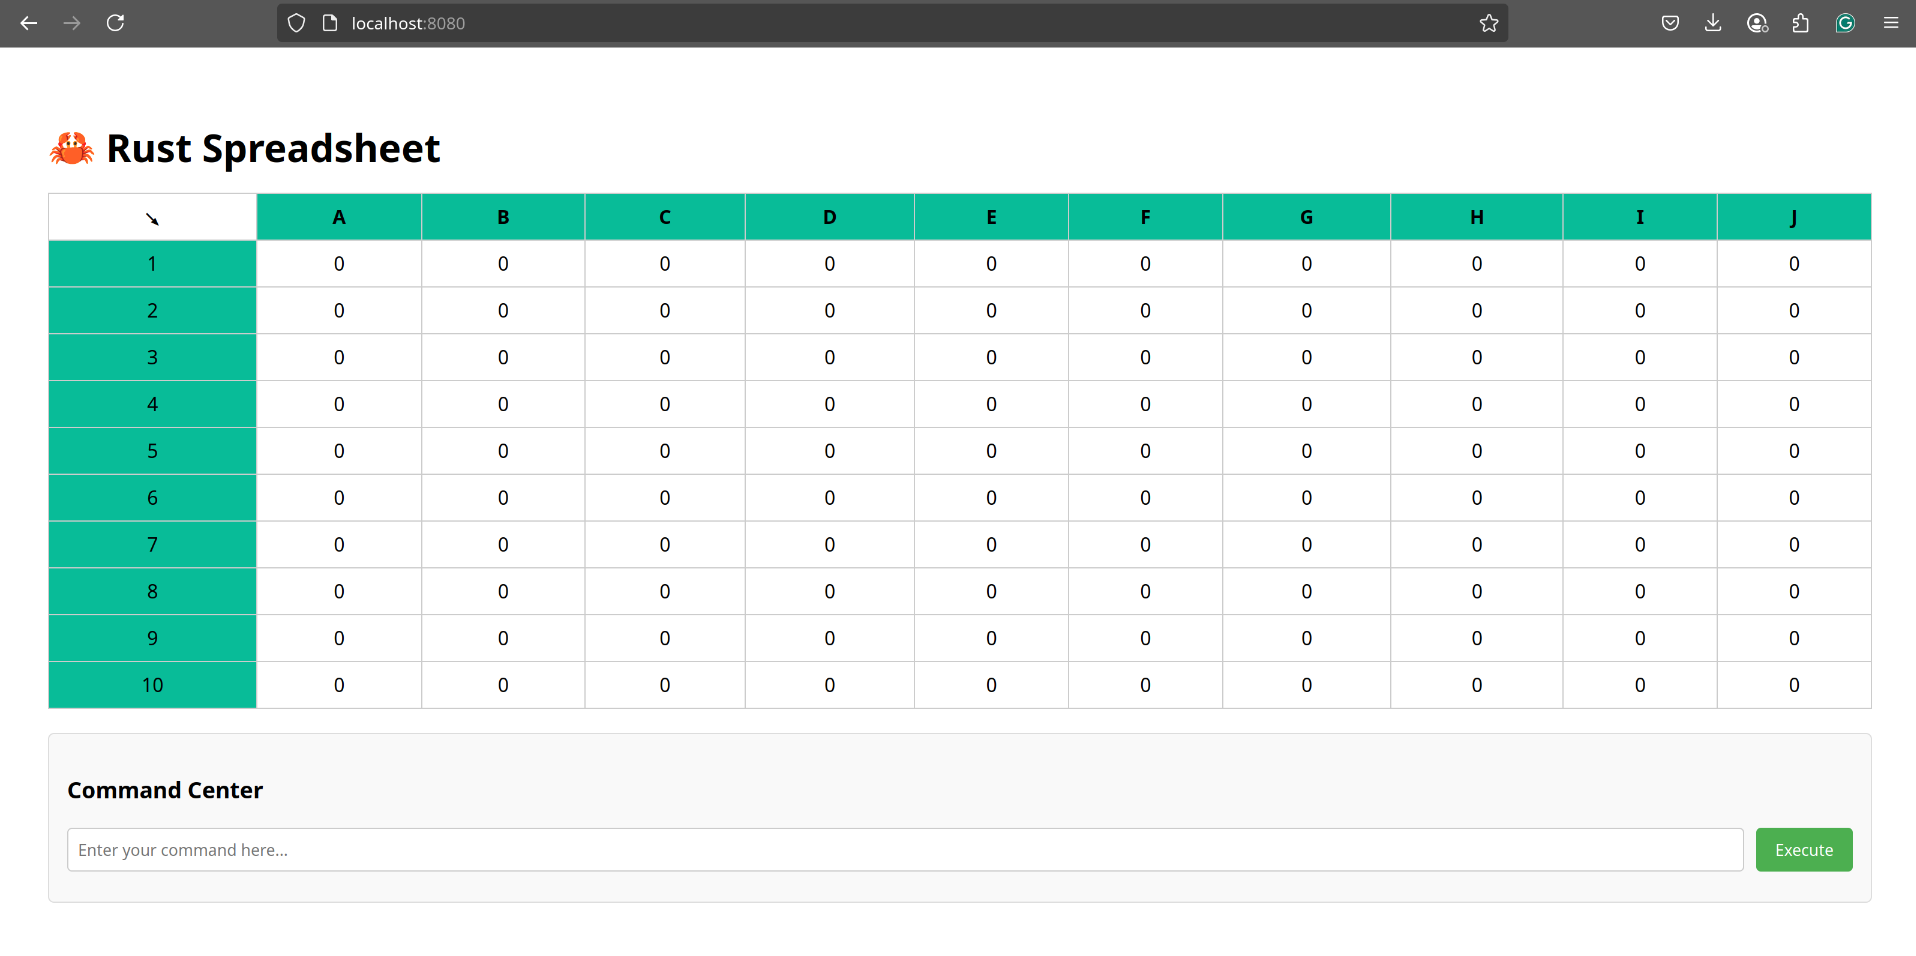 localhost:8080
🦀 Rust Spreadsheet
↘ A B C D E F G H I J
1 0 0 0 0 0 0 0 0 0 0
2 0 0 0 0 0 0 0 0 0 0
3 0 0 0 0 0 0 0 0 0 0
4 0 0 0 0 0 0 0 0 0 0
5 0 0 0 0 0 0 0 0 0 0
6 0 0 0 0 0 0 0 0 0 0
7 0 0 0 0 0 0 0 0 0 0
8 0 0 0 0 0 0 0 0 0 0
9 0 0 0 0 0 0 0 0 0 0
10 0 0 0 0 0 0 0 0 0 0
Command Center
Enter your command here... Execute